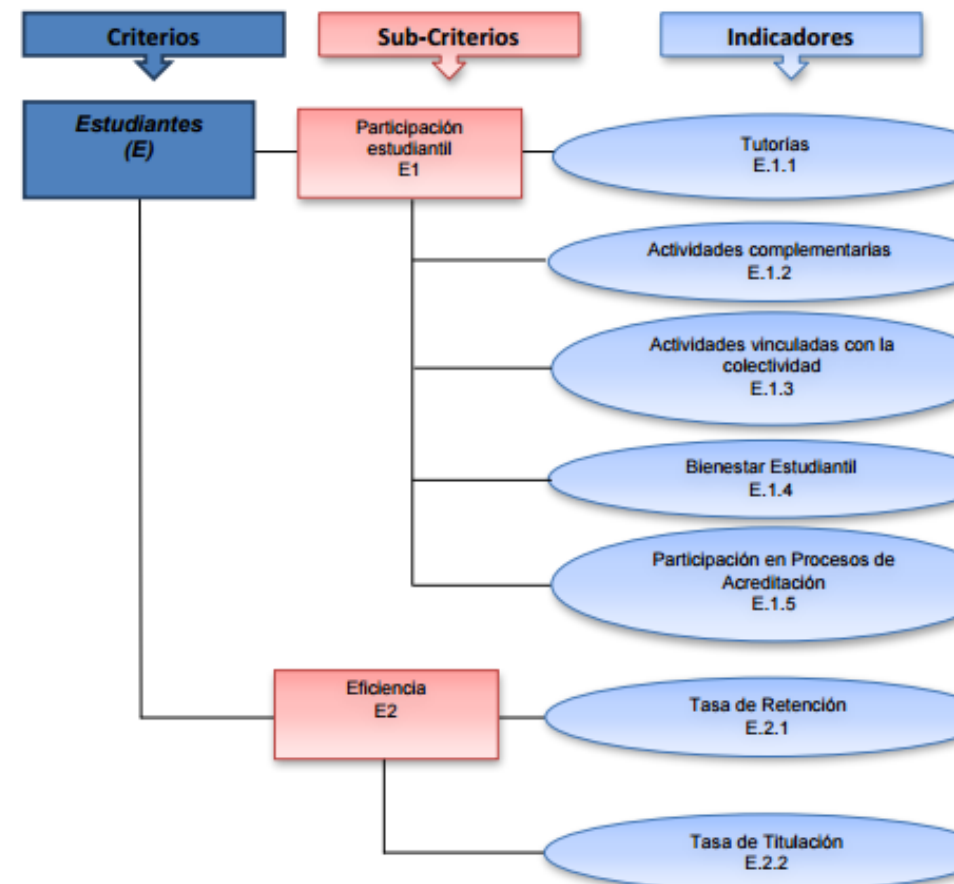 Criterios
Sub-Criterios
Indicadores
Estudiantes
(E)
Participación
estudiantil
E1
Tutorías
E.1.1
Actividades complementarias
E.1.2
Actividades vinculadas con la
colectividad
E.1.3
Bienestar Estudiantil
E.1.4
Participación en Procesos de
Acreditación
E.1.5
Eficiencia
E2
Tasa de Retención
E.2.1
Tasa de Titulación
E.2.2